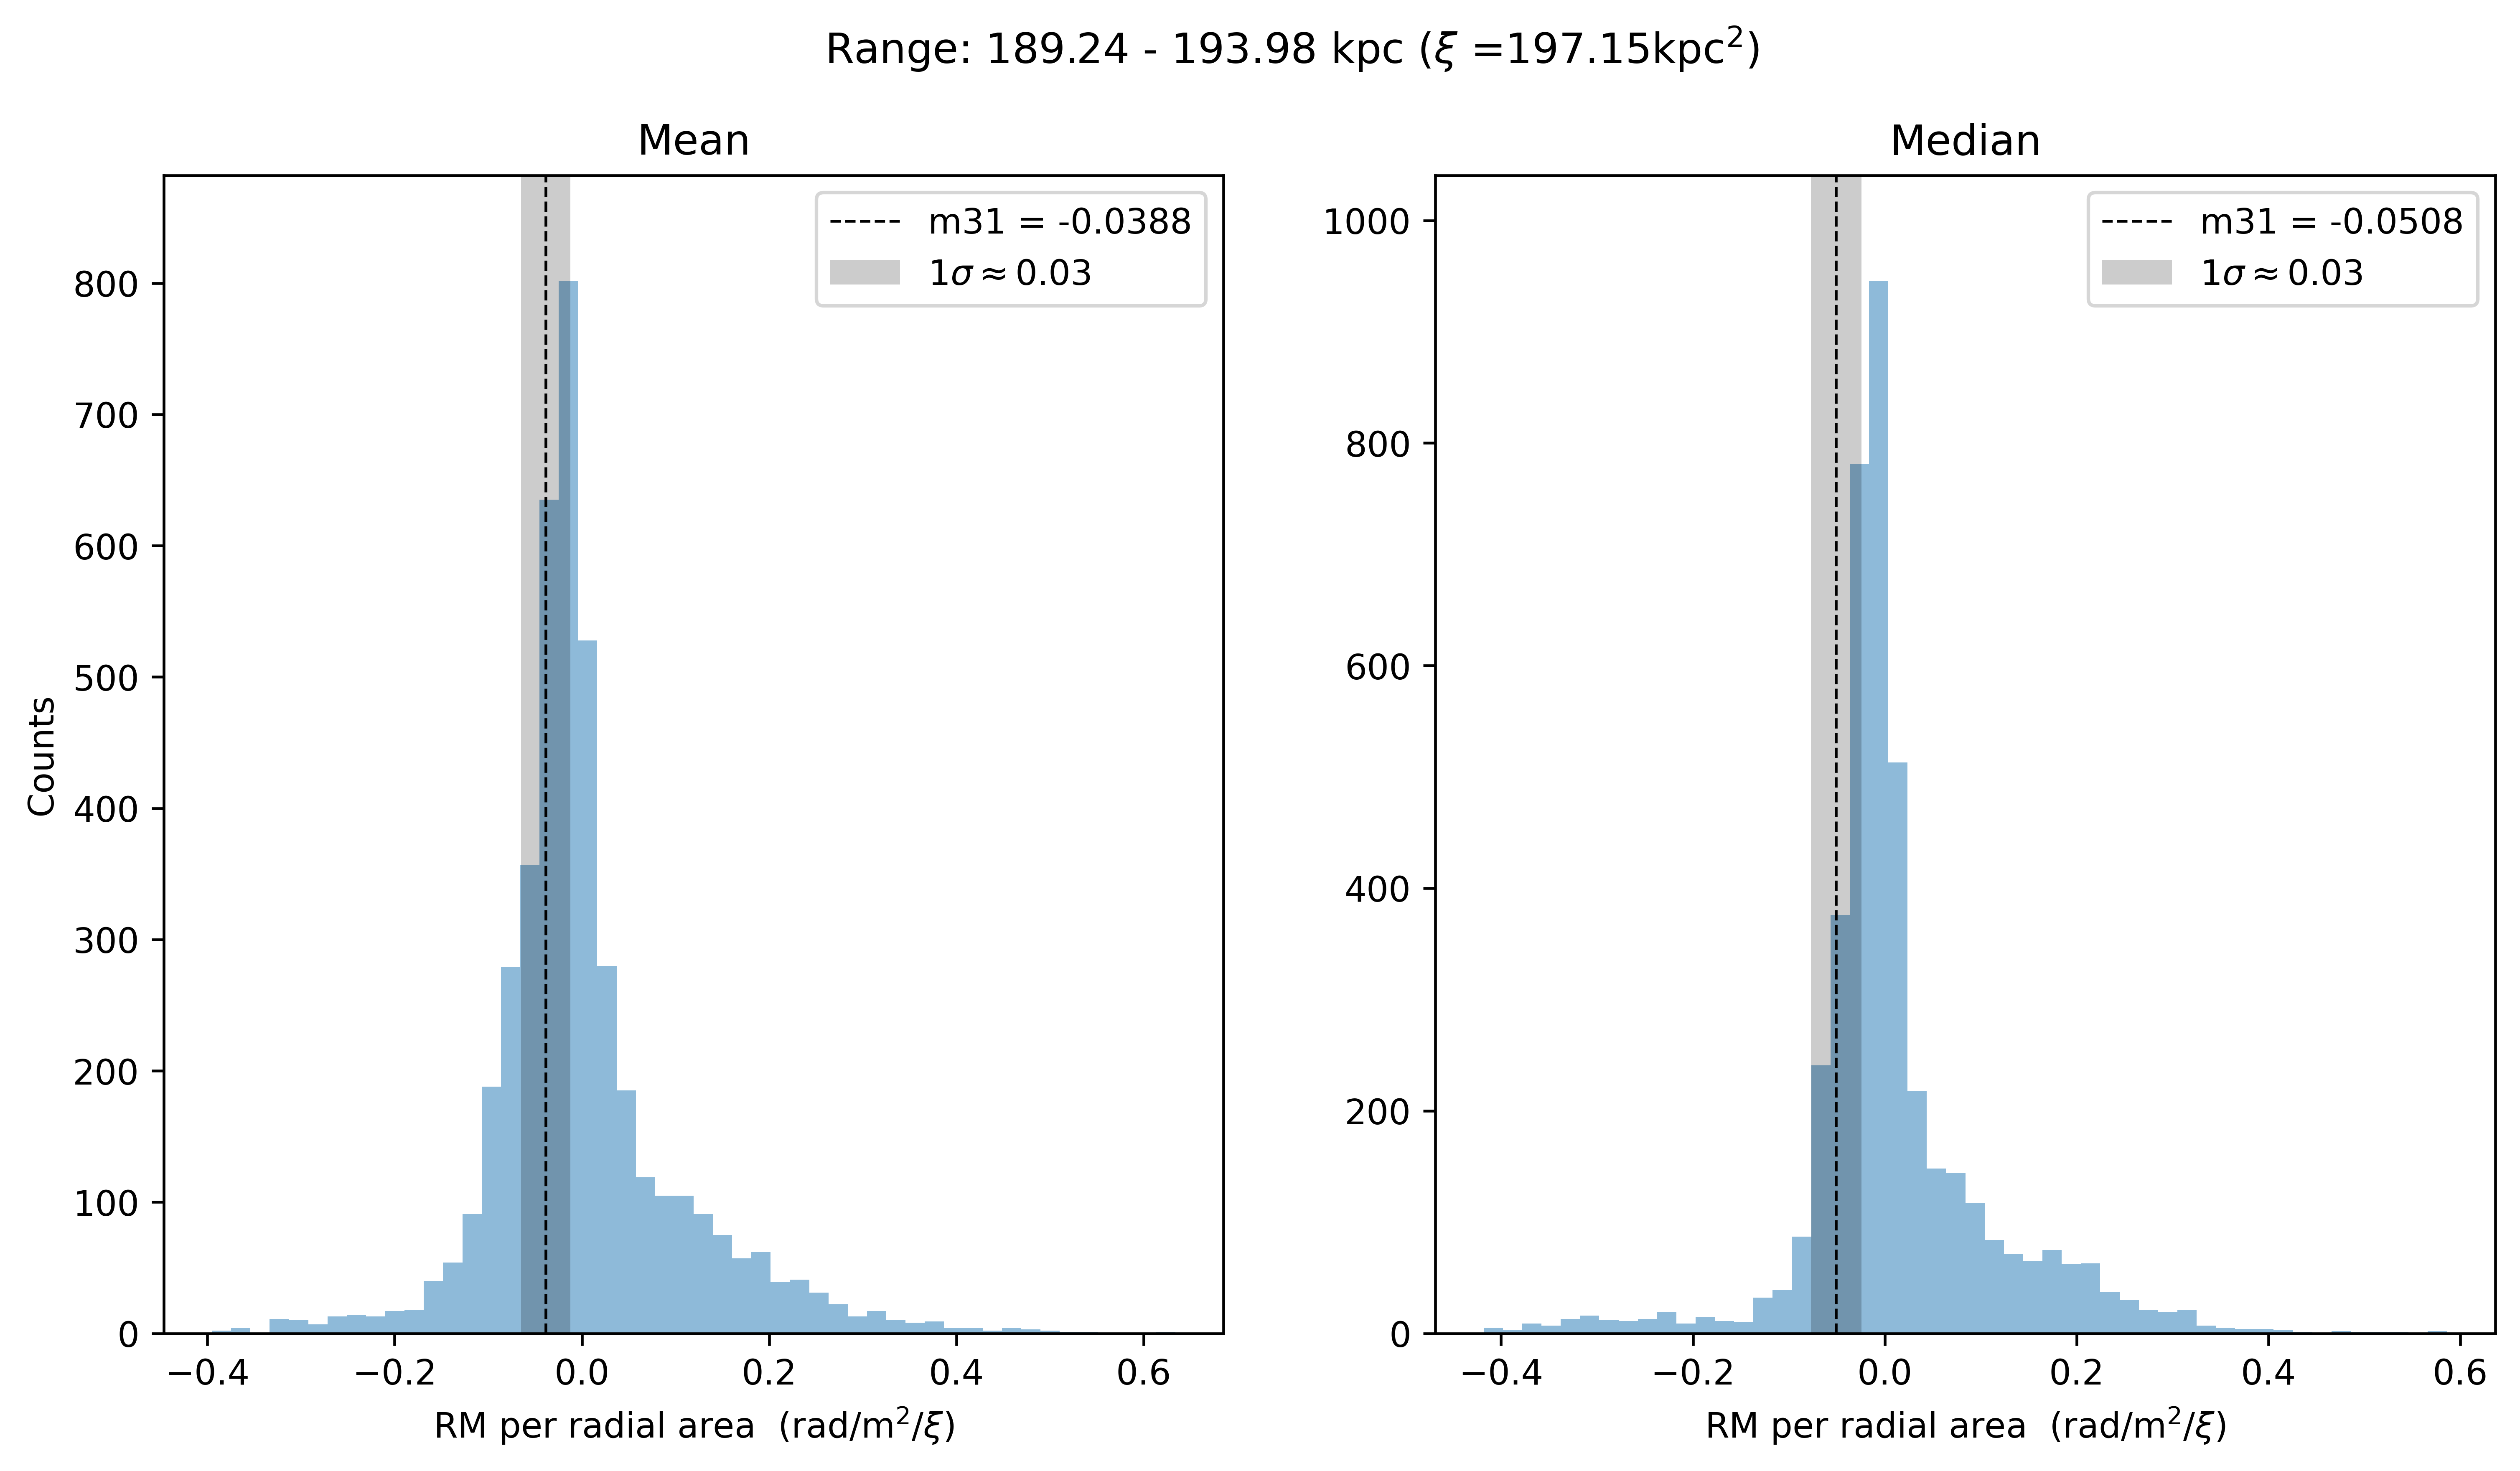 Range: 189.24 - 193.98 kpc (ξ =197.15kpc²)
Mean
m31 = -0.0388
1σ ≈ 0.03
800
700
600
500
400
300
200
100
0
Counts
−0.4 −0.2 0.0 0.2 0.4 0.6
RM per radial area (rad/m²/ξ)
Median
m31 = -0.0508
1σ ≈ 0.03
1000
800
600
400
200
0
−0.4 −0.2 0.0 0.2 0.4 0.6
RM per radial area (rad/m²/ξ)